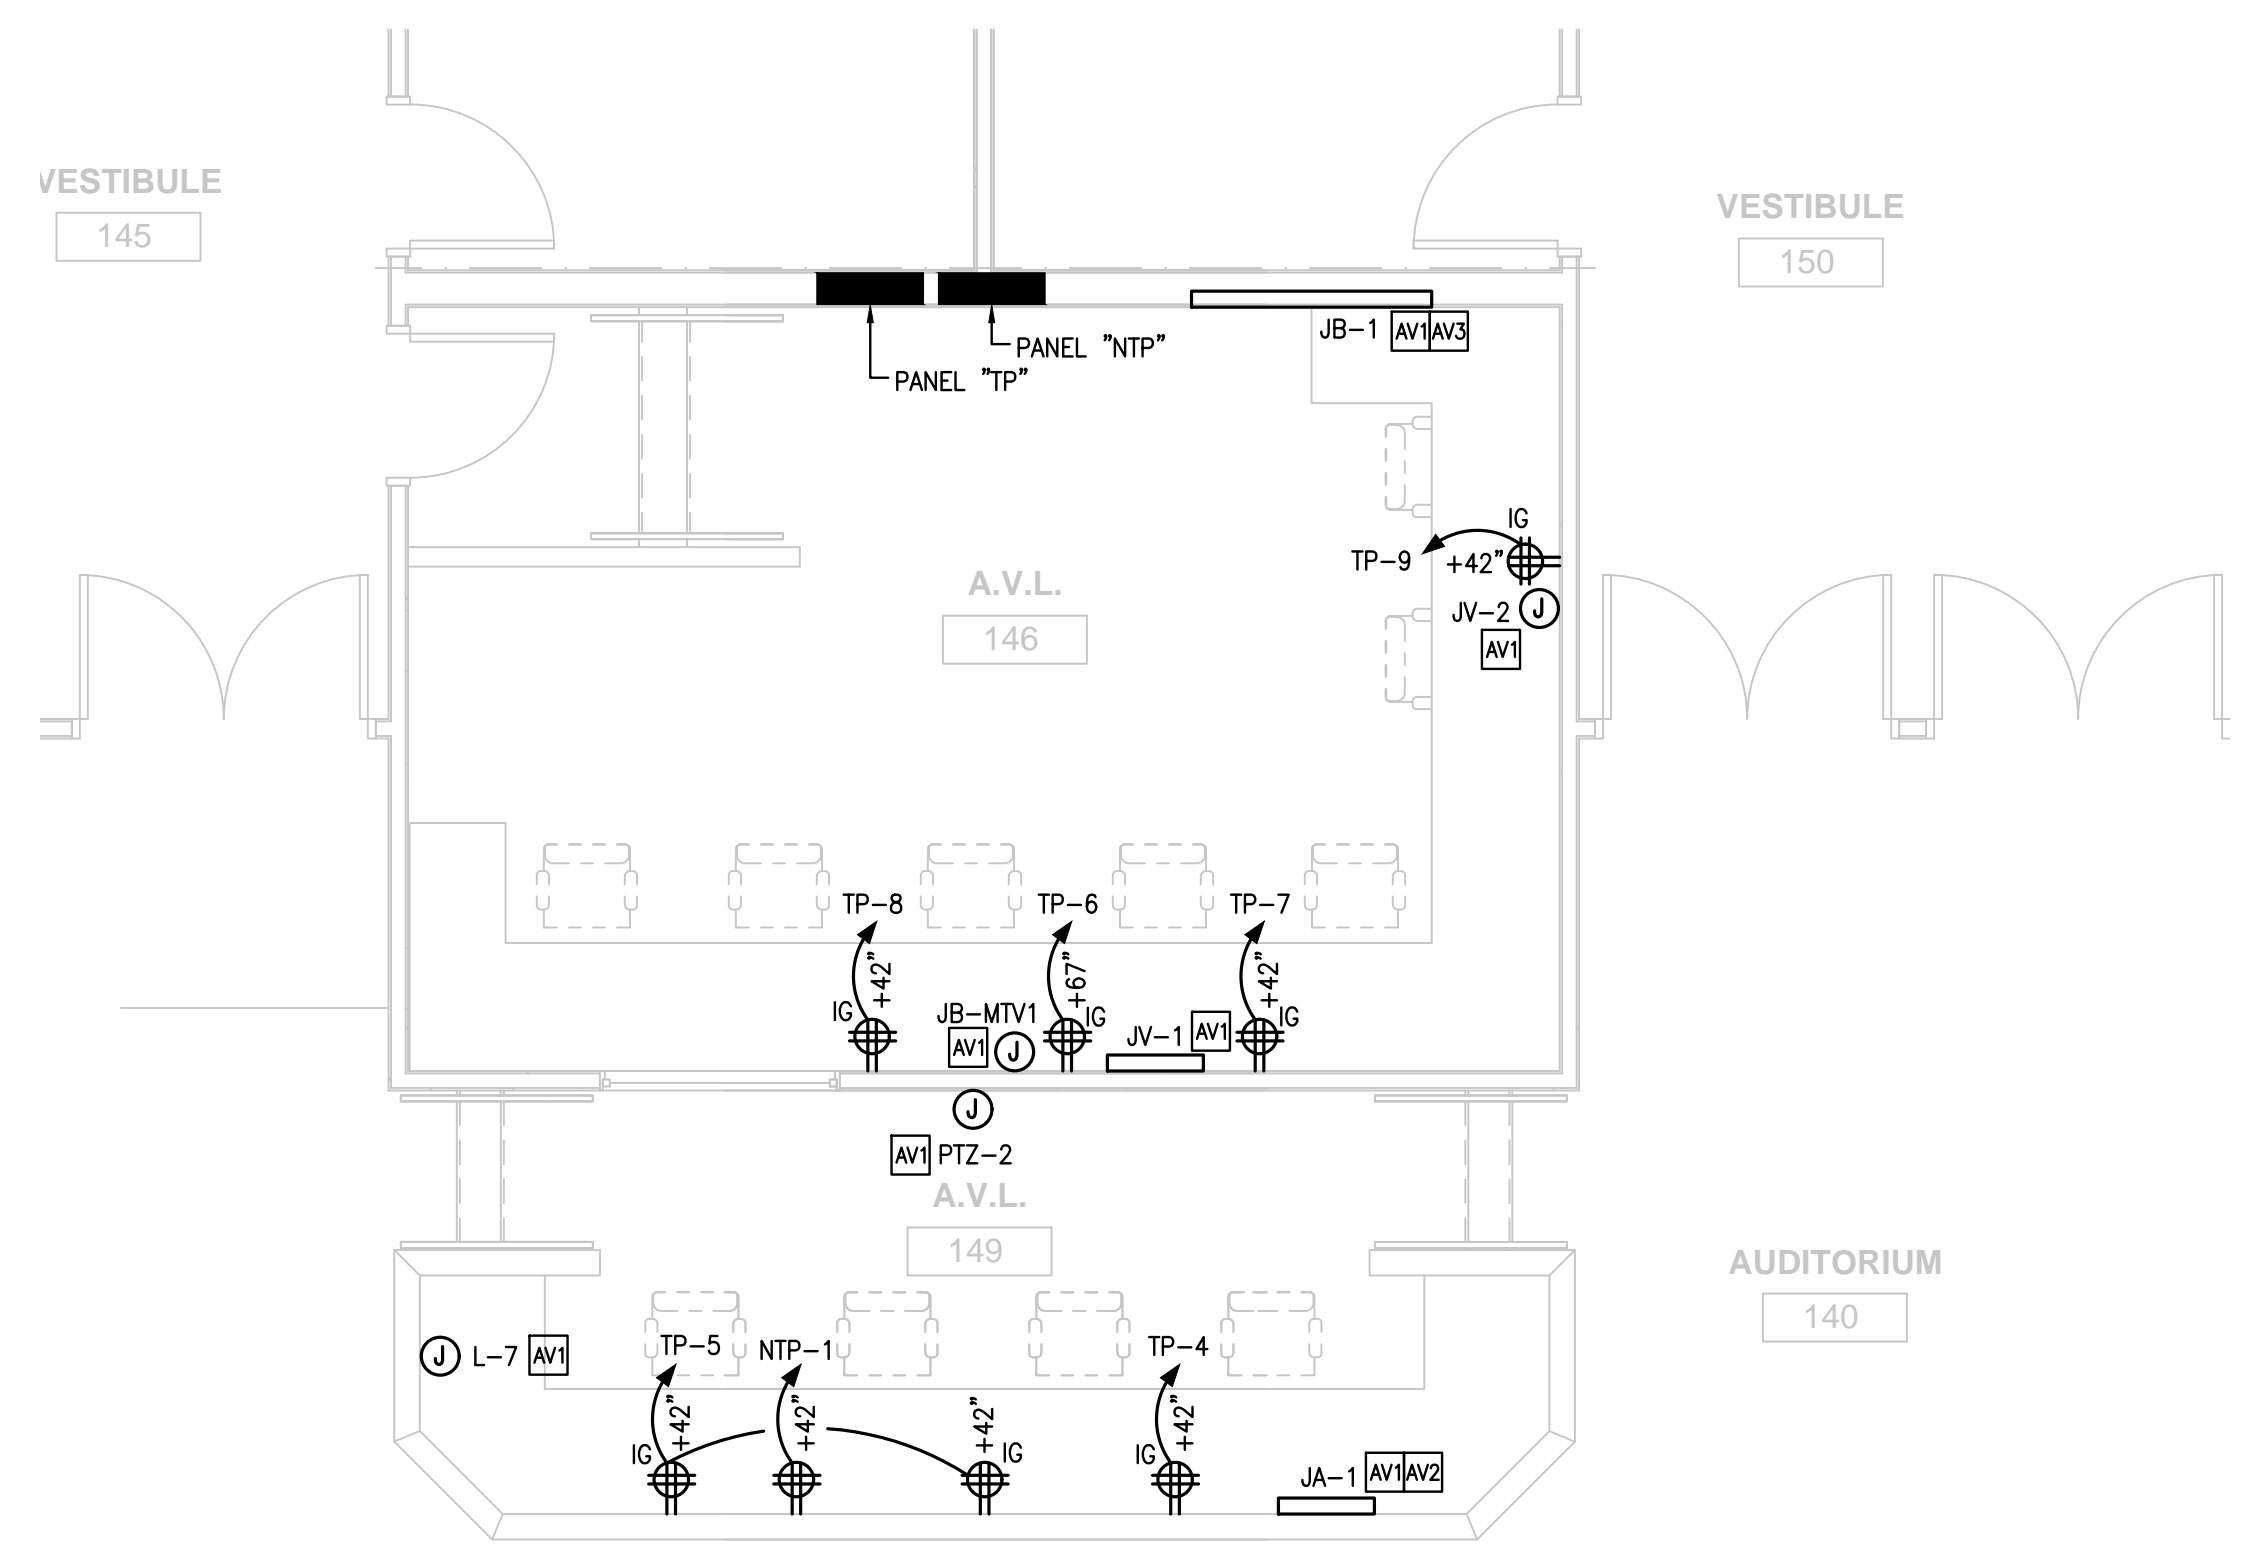 VESTIBULE
145
VESTIBULE
150
JB-1 AV1 AV3
PANEL "NTP"
PANEL "TP"
IG
TP-9 +42"
A.V.L.
146
JV-2 J
AV1
TP-8 TP-6 TP-7
+42" +67" +42"
IG JB-MTV1 IG IG
AV1 J JV-1 AV1
J
AV1 PTZ-2
A.V.L.
149
AUDITORIUM
140
J L-7 AV1
TP-5 NTP-1 TP-4
+42" +42" +42" +42"
IG IG IG
JA-1 AV1 AV2